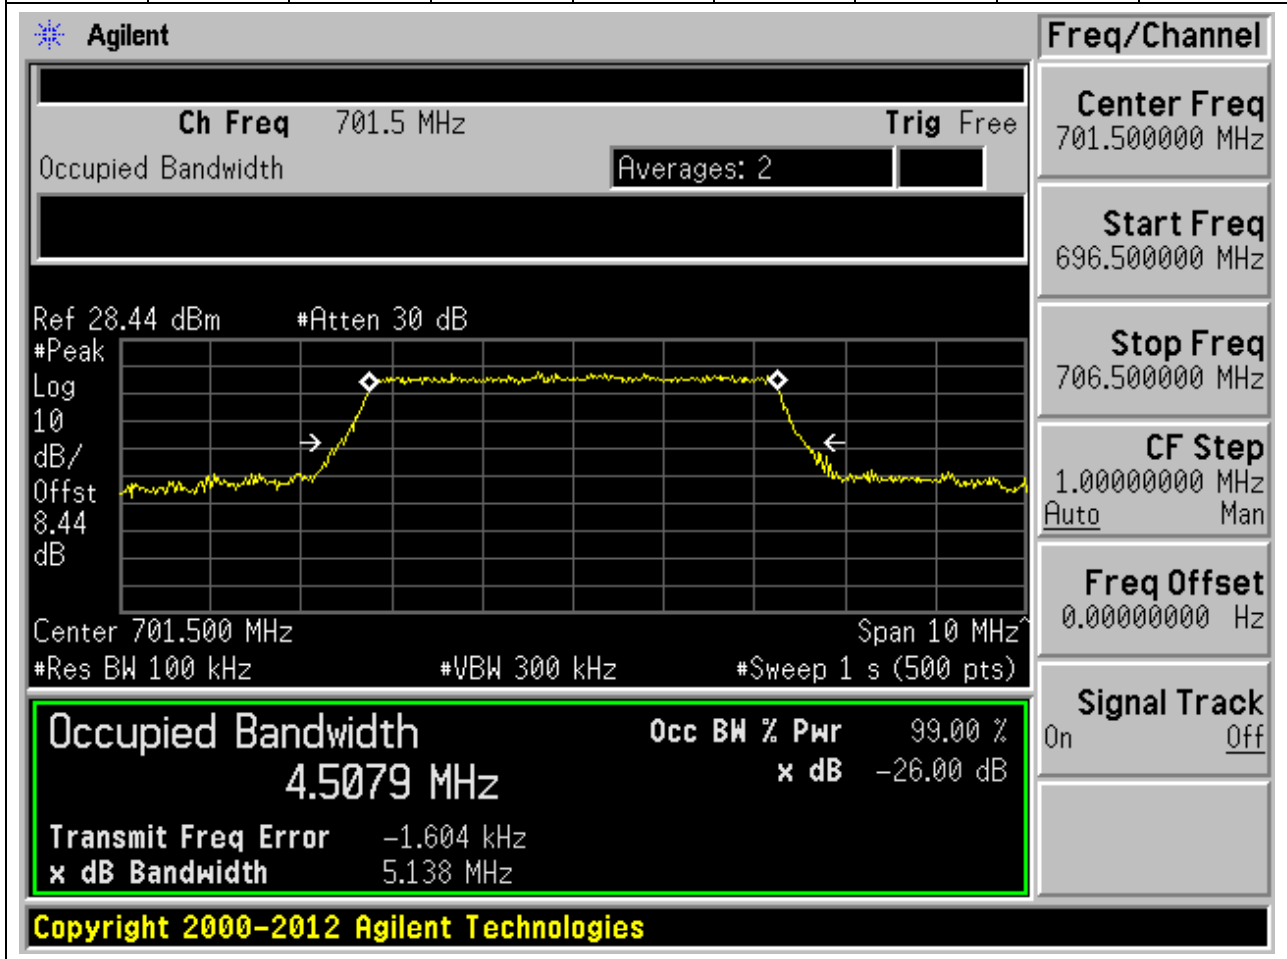 Agilent
Freq/Channel
Ch Freq 701.5 MHz Trig Free
Occupied Bandwidth Averages: 2
Center Freq
701.500000 MHz
Start Freq
696.500000 MHz
Stop Freq
706.500000 MHz
CF Step
1.00000000 MHz
Auto Man
Freq Offset
0.00000000 Hz
Signal Track
On Off
Ref 28.44 dBm #Atten 30 dB
#Peak
Log
10
dB/
Offst
8.44
dB
Center 701.500 MHz Span 10 MHz^
#Res BW 100 kHz #VBW 300 kHz #Sweep 1 s (500 pts)
Occupied Bandwidth Occ BW % Pwr 99.00 %
4.5079 MHz x dB -26.00 dB
Transmit Freq Error -1.604 kHz
x dB Bandwidth 5.138 MHz
Copyright 2000-2012 Agilent Technologies